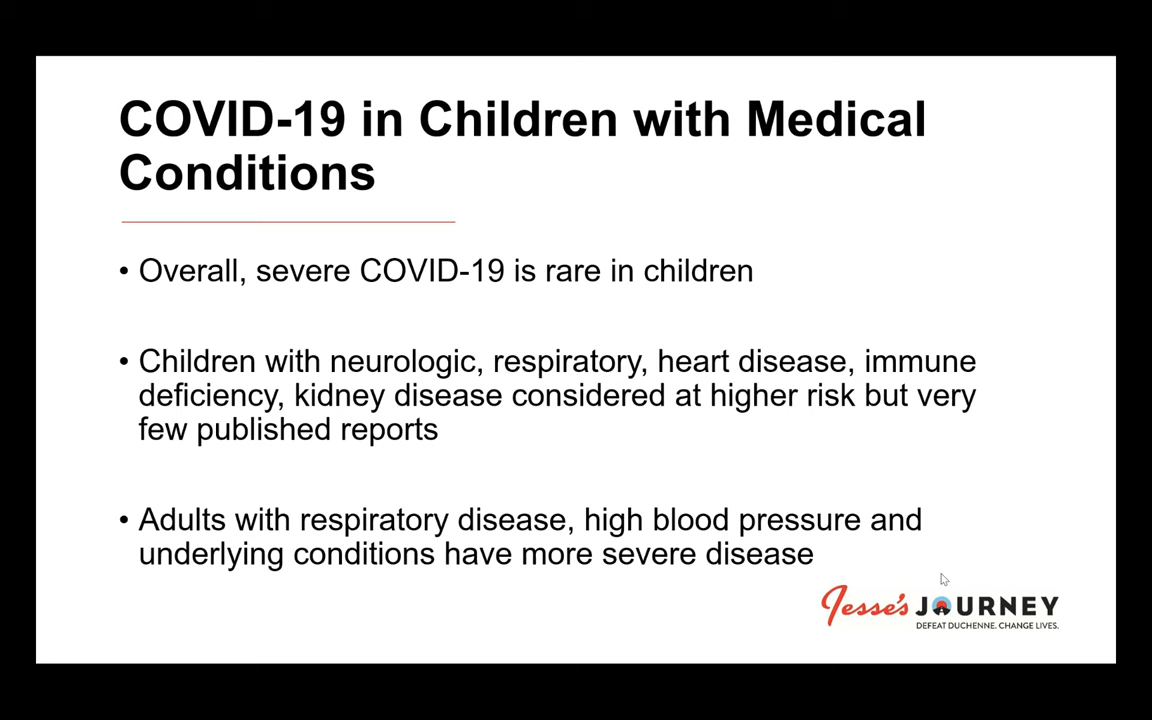 COVID-19 in Children with Medical
Conditions
• Overall, severe COVID-19 is rare in children
• Children with neurologic, respiratory, heart disease, immune
deficiency, kidney disease considered at higher risk but very
few published reports
• Adults with respiratory disease, high blood pressure and
underlying conditions have more severe disease
Jesse's JOURNEY
DEFEAT DUCHENNE. CHANGE LIVES.